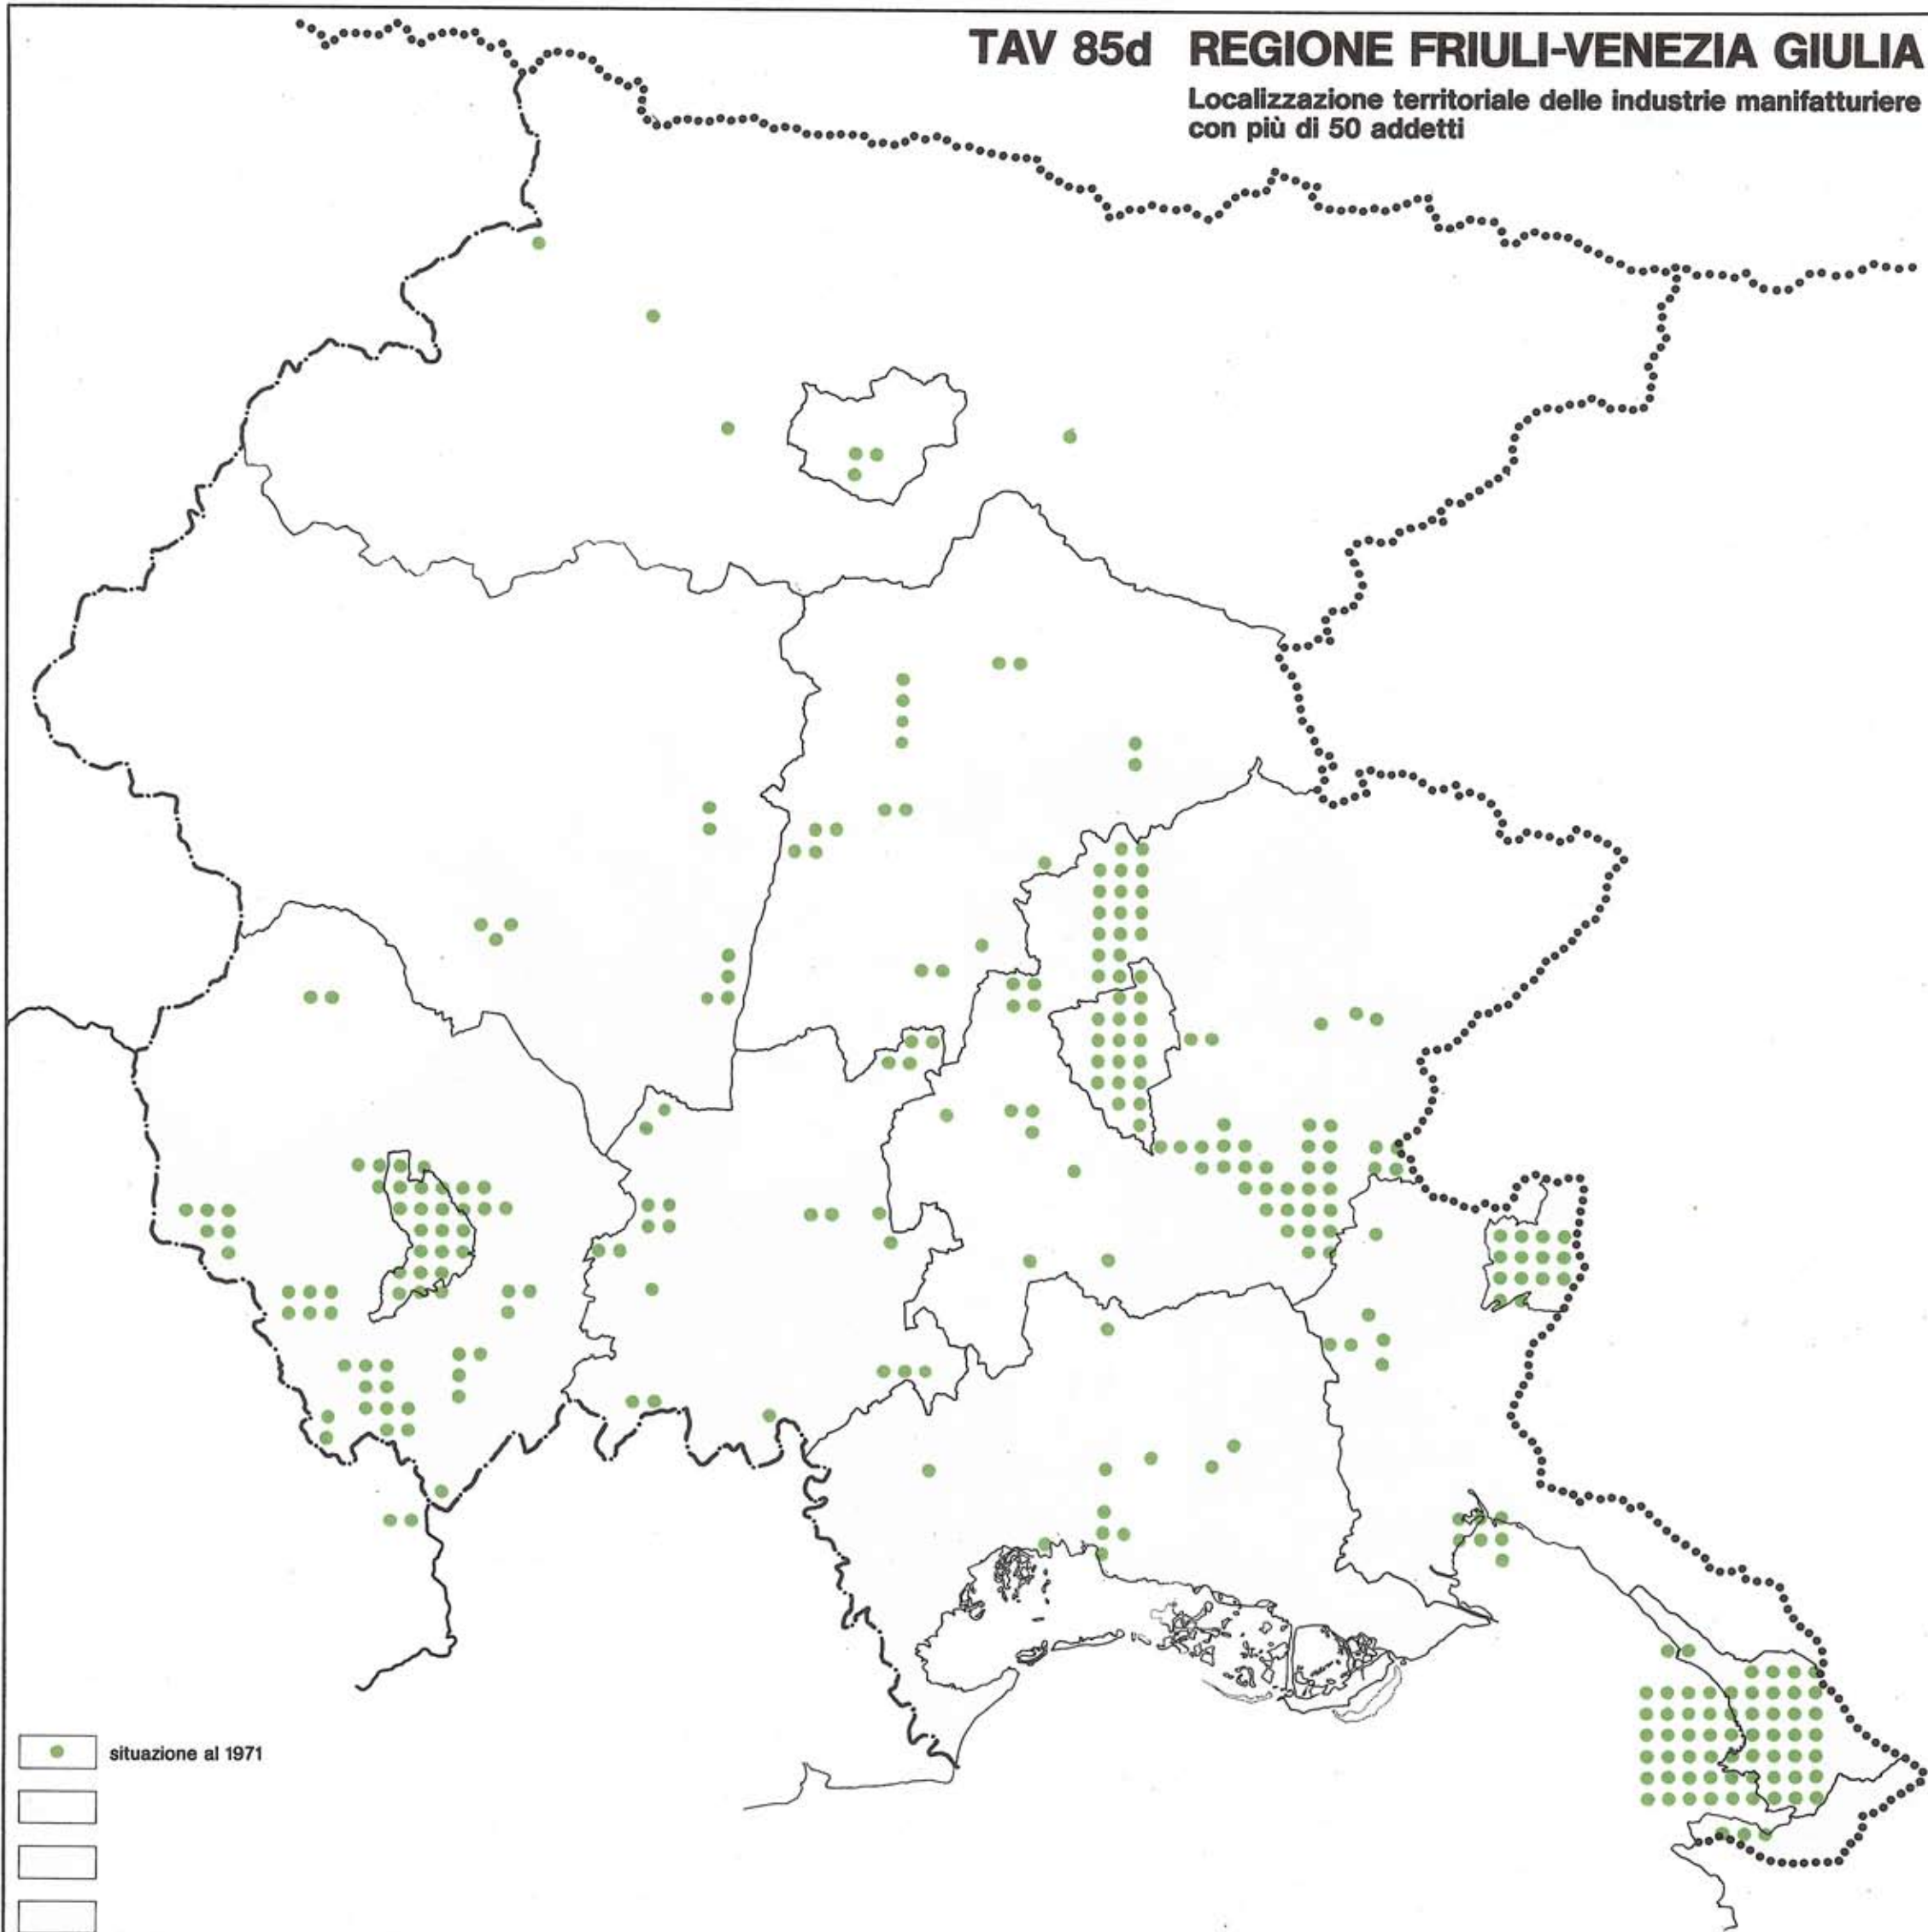 TAV 85d REGIONE FRIULI-VENEZIA GIULIA
Localizzazione territoriale delle industrie manifatturiere
con più di 50 addetti
situazione al 1971